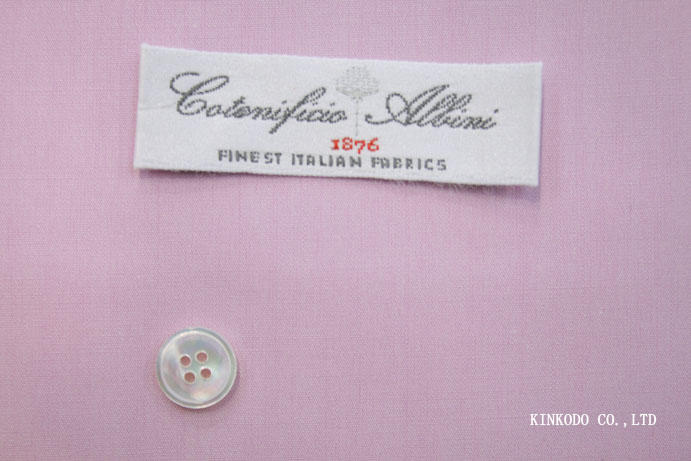 Cotonificio Albini
1876
FINEST ITALIAN FABRICS
KINKODO CO.,LTD